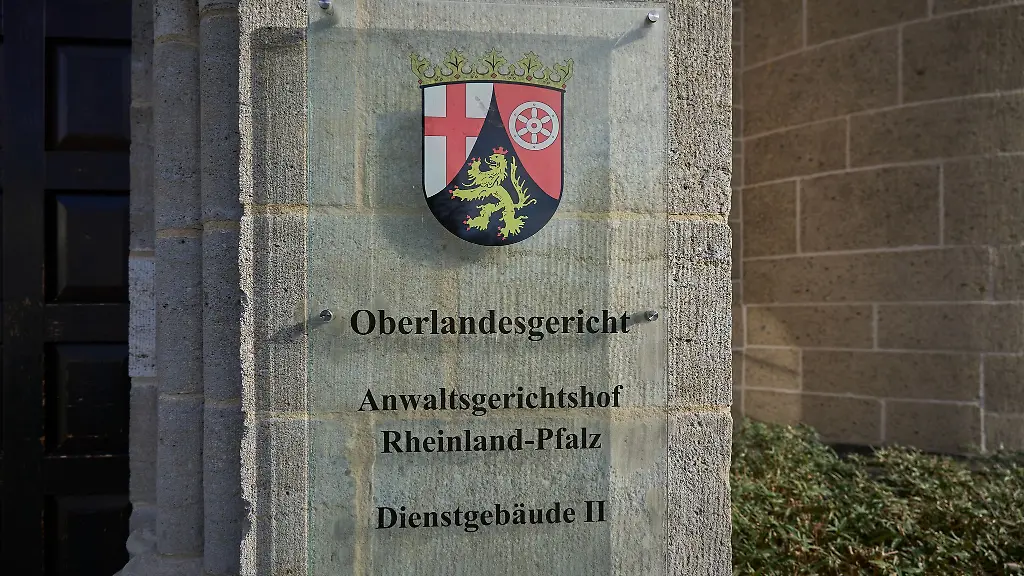 Oberlandesgericht
Anwaltsgerichtshof
Rheinland-Pfalz
Dienstgebäude II